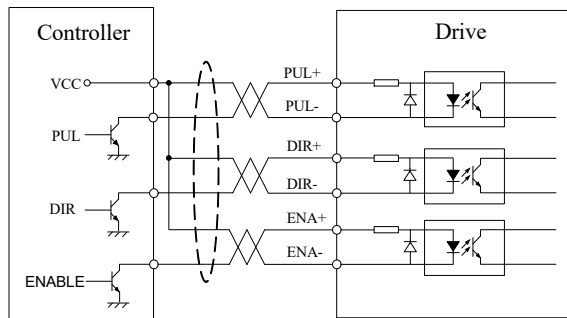 Controller
Drive
VCC
PUL+
PUL-
PUL
DIR+
DIR-
DIR
ENA+
ENA-
ENABLE